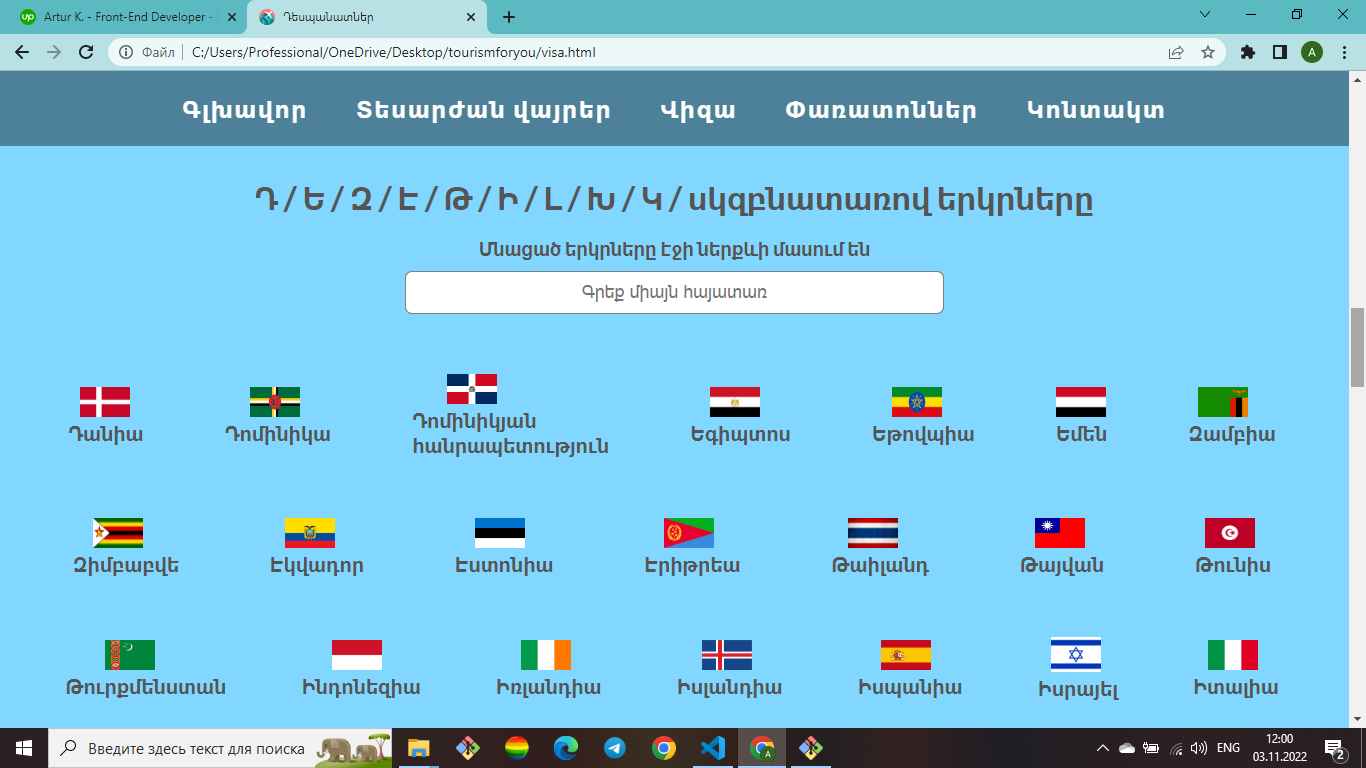 Artur K. - Front-End Developer -
Դեսպանատներ
Файл
C:/Users/Professional/OneDrive/Desktop/tourismforyou/visa.html
A
Գլխավոր Տեսարժան վայրեր Վիզա Փառատոններ Կոնտակտ
Դ / Ե / Զ / Է / Թ / Ի / Լ / Խ / Կ / սկզբնատառով երկրները
Մնացած երկրները էջի ներքևի մասում են
Գրեք միայն հայատառ
Դանիա Դոմինիկա Դոմինիկյան հանրապետություն Եգիպտոս Եթովպիա Եմեն Զամբիա
Զիմբաբվե Էկվադոր Էստոնիա Էրիթրեա Թաիլանդ Թայվան Թունիս
Թուրքմենստան Ինդոնեզիա Իռլանդիա Իսլանդիա Իսպանիա Իսրայել Իտալիա
Введите здесь текст для поиска
ENG
12:00
03.11.2022
2